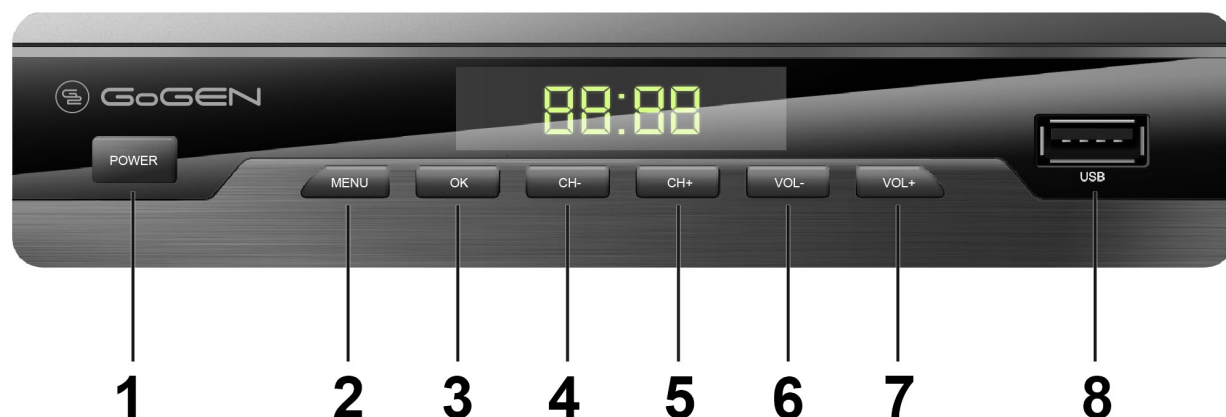 GoGEN
88:88
POWER
MENU OK CH- CH+ VOL- VOL+
USB
1 2 3 4 5 6 7 8